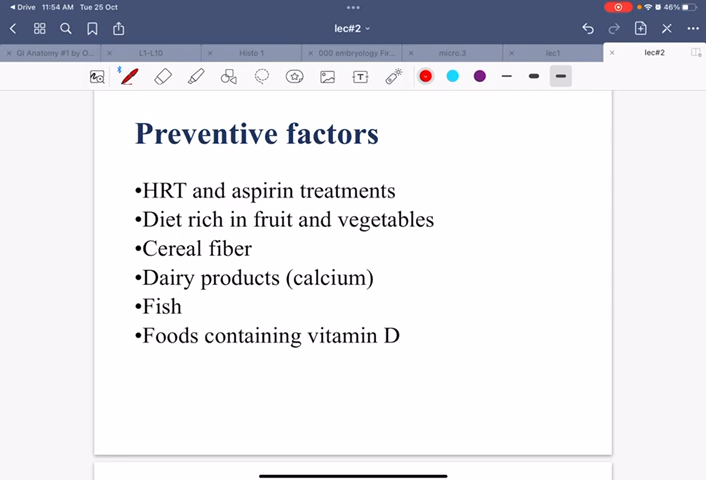 Drive 11:54 AM Tue 25 Oct
46%
lec#2
GI Anatomy #1 by O...
L1-L10
Histo 1
000 embryology Fir...
micro.3
lec1
lec#2
Preventive factors
•HRT and aspirin treatments
•Diet rich in fruit and vegetables
•Cereal fiber
•Dairy products (calcium)
•Fish
•Foods containing vitamin D